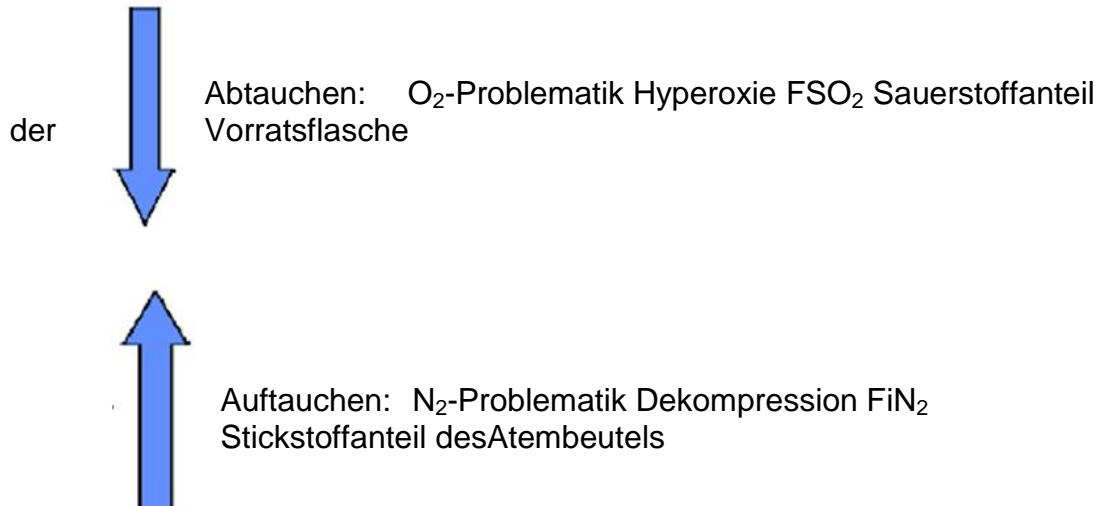 Abtauchen: O₂-Problematik Hyperoxie FSO₂ Sauerstoffanteil
der Vorratsflasche
Auftauchen: N₂-Problematik Dekompression FiN₂
Stickstoffanteil desAtembeutels